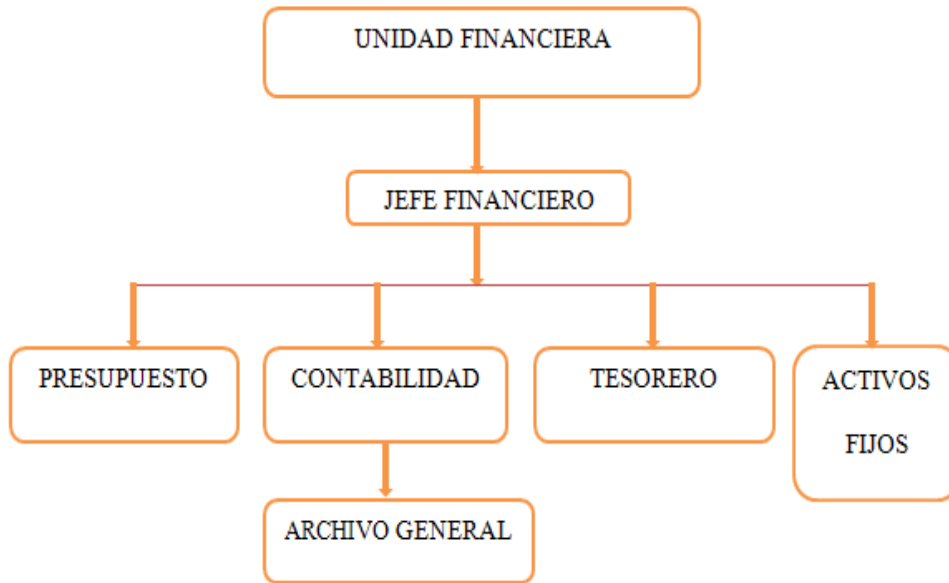 UNIDAD FINANCIERA
JEFE FINANCIERO
PRESUPUESTO
CONTABILIDAD
TESORERO
ACTIVOS
FIJOS
ARCHIVO GENERAL